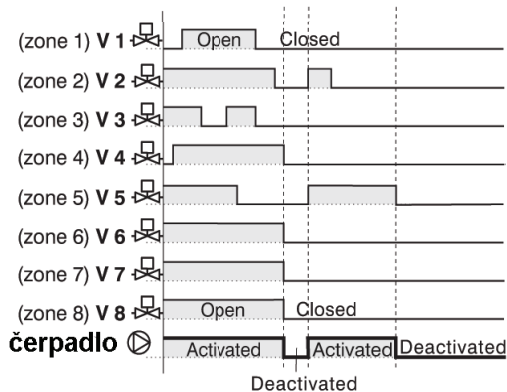 (zone 1) V 1 Open Closed
(zone 2) V 2
(zone 3) V 3
(zone 4) V 4
(zone 5) V 5
(zone 6) V 6
(zone 7) V 7
(zone 8) V 8 Open Closed
čerpadlo Activated Activated Deactivated
Deactivated